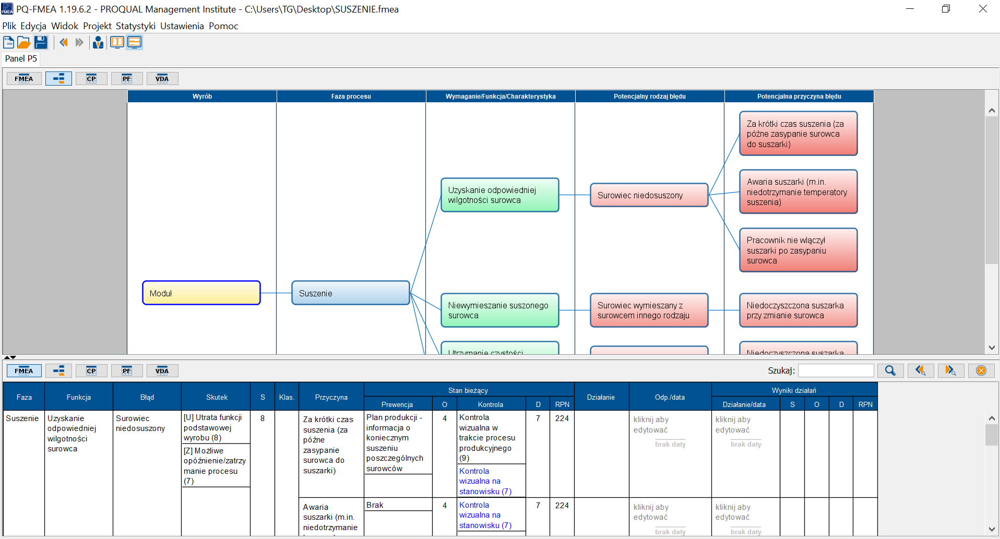 PQ-FMEA 1.19.6.2 - PROQUAL Management Institute - C:\Users\TG\Desktop\SUSZENIE.fmea
Plik Edycja Widok Projekt Statystyki Ustawienia Pomoc
Panel P5
FMEA CP PF VDA
Wyrób Faza procesu Wymaganie/Funkcja/Charakterystyka Potencjalny rodzaj błędu Potencjalna przyczyna błędu
Za krótki czas suszenia (za
późne zasypanie surowca
do suszarki)
Uzyskanie odpowiedniej
wilgotności surowca
Surowiec niedosuszony
Awaria suszarki (m.in.
niedotrzymanie temperatury
suszenia)
Pracownik nie włączył
suszarki po zasypaniu
surowca
Moduł
Suszenie
Niewymieszanie suszonego
surowca
Surowiec wymieszany z
surowcem innego rodzaju
Niedoczyszczona suszarka
przy zmianie surowca
Utrzymanie czystości
Niedoczyszczona suszarka
FMEA CP PF VDA Szukaj:
Faza Funkcja Błąd Skutek S Klas. Przyczyna Stan bieżący Działanie Odp./data Wyniki działań
Prewencja O Kontrola D RPN Działanie/data S O D RPN
Suszenie
Uzyskanie
odpowiedniej
wilgotności
surowca
Surowiec
niedosuszony
[U] Utrata funkcji
podstawowej
wyrobu (8)
[Z] Możliwe
opóźnienie/zatrzy
manie procesu
(7)
8
Za krótki czas
suszenia (za
późne
zasypanie
surowca do
suszarki)
Plan produkcji -
informacja o
koniecznym
suszeniu
poszczególnych
surowców
4
Kontrola
wizualna w
trakcie procesu
produkcyjnego
(9)
Kontrola
wizualna na
stanowisku (7)
7
224
kliknij aby
edytować
brak daty
kliknij aby
edytować
brak daty
Awaria
suszarki (m.in.
niedotrzymanie
Brak
4
Kontrola
wizualna na
stanowisku (7)
7
224
kliknij aby
edytować
brak daty
kliknij aby
edytować
brak daty